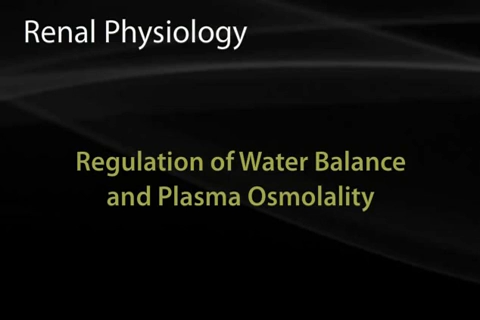 Renal Physiology
Regulation of Water Balance
and Plasma Osmolality